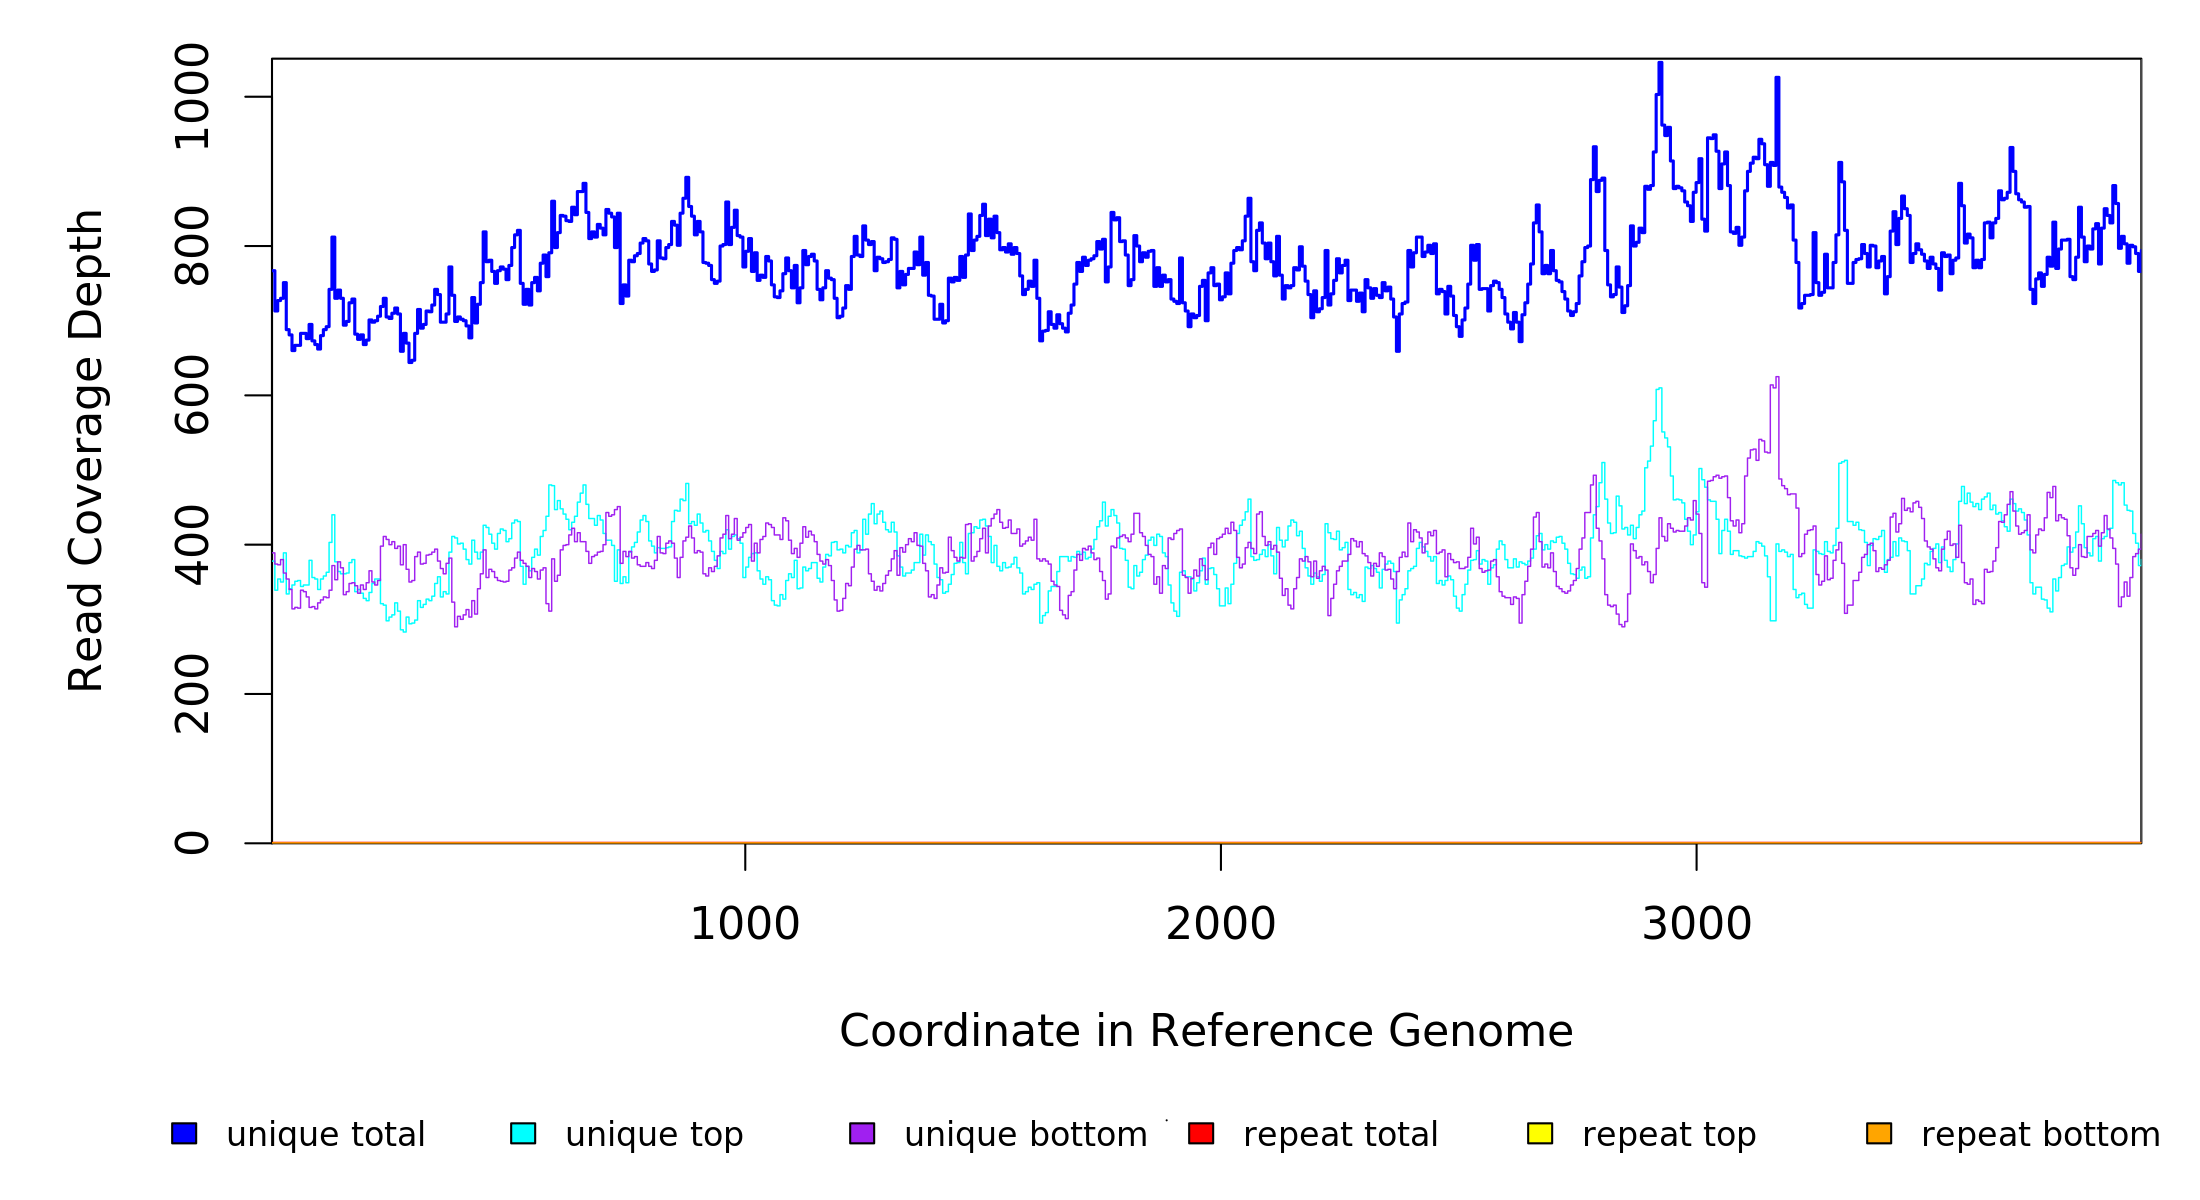 Read Coverage Depth
1000
800
600
400
200
0
1000 2000 3000
Coordinate in Reference Genome
unique total unique top unique bottom repeat total repeat top repeat bottom